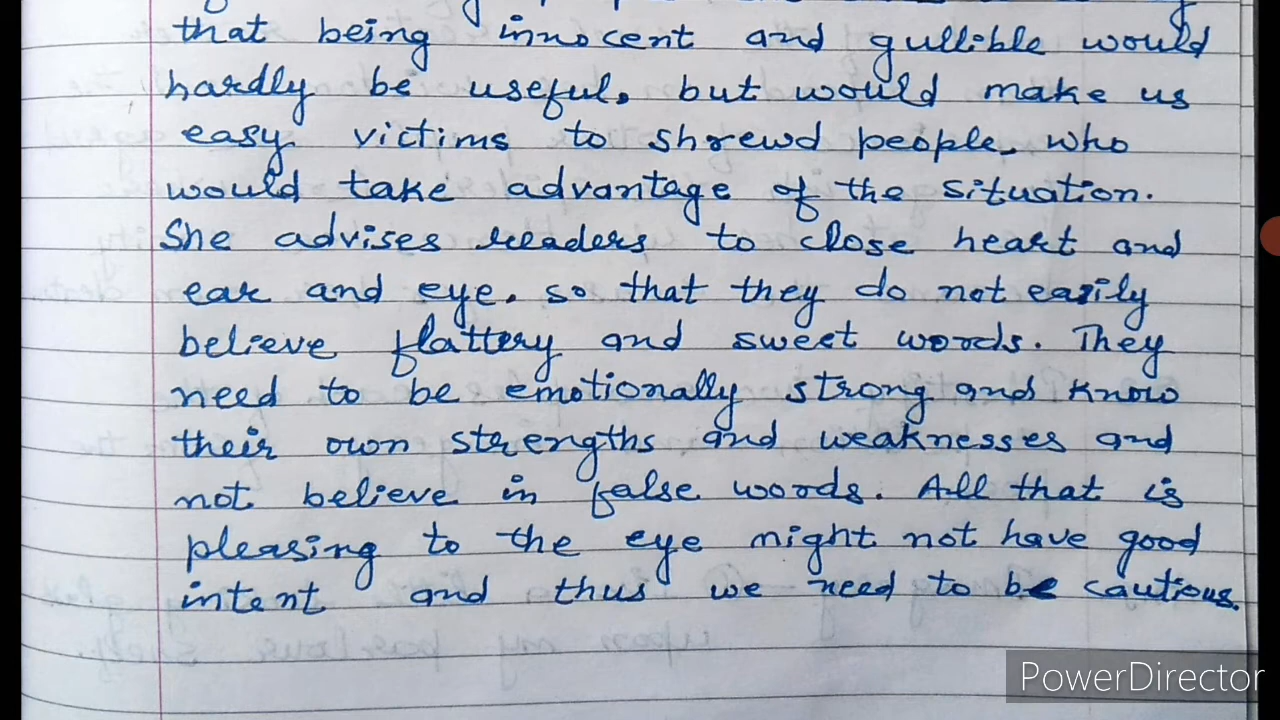 that being innocent and gullible would
hardly be useful, but would make us
easy victims to shrewd people, who
would take advantage of the situation.
She advises readers to close heart and
ear and eye, so that they do not easily
believe flattery and sweet words. They
need to be emotionally strong and know
their own strengths and weaknesses and
not believe in false words. All that is
pleasing to the eye might not have good
intent and thus we need to be cautious.
PowerDirector